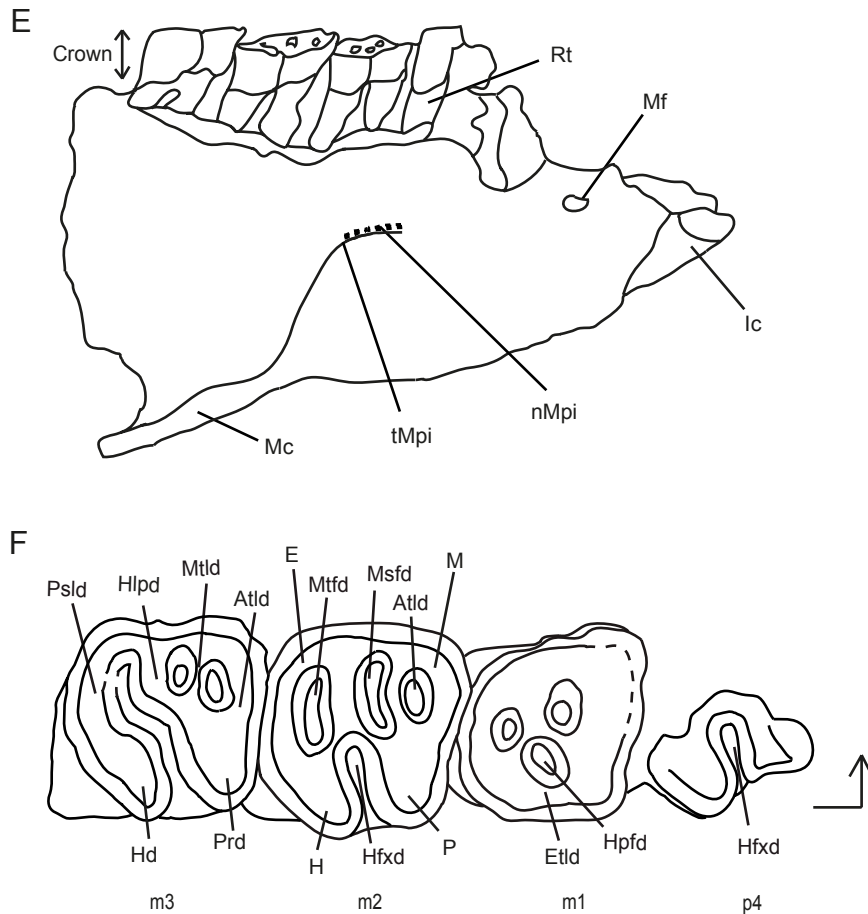 E
Crown
Rt
Mf
Ic
nMpi
tMpi
Mc
F
Psld Hlpd Mtld Atld E Mtfd Msfd Atld M
Hd Prd H Hfxd P Etld Hpfd Hfxd
m3 m2 m1 p4